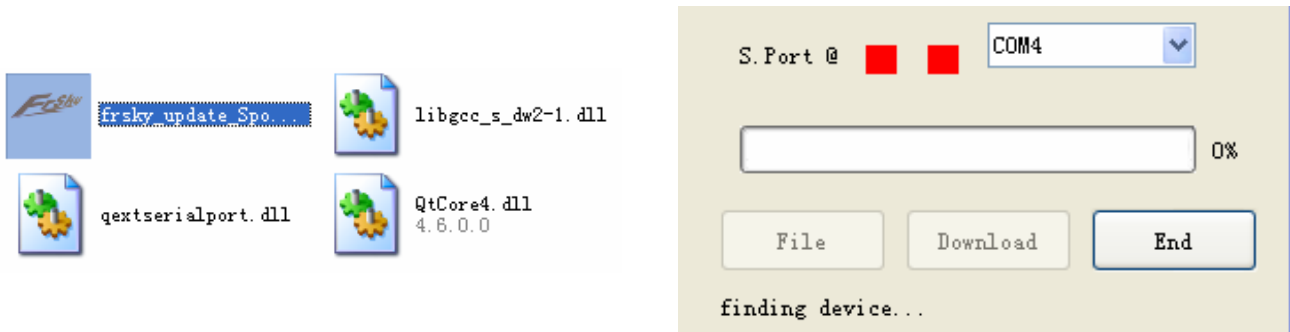 FrSky
frsky_update_Spo...
libgcc_s_dw2-1.dll
qextserialport.dll
QtCore4.dll
4.6.0.0
S.Port @
COM4
0%
File
Download
End
finding device...